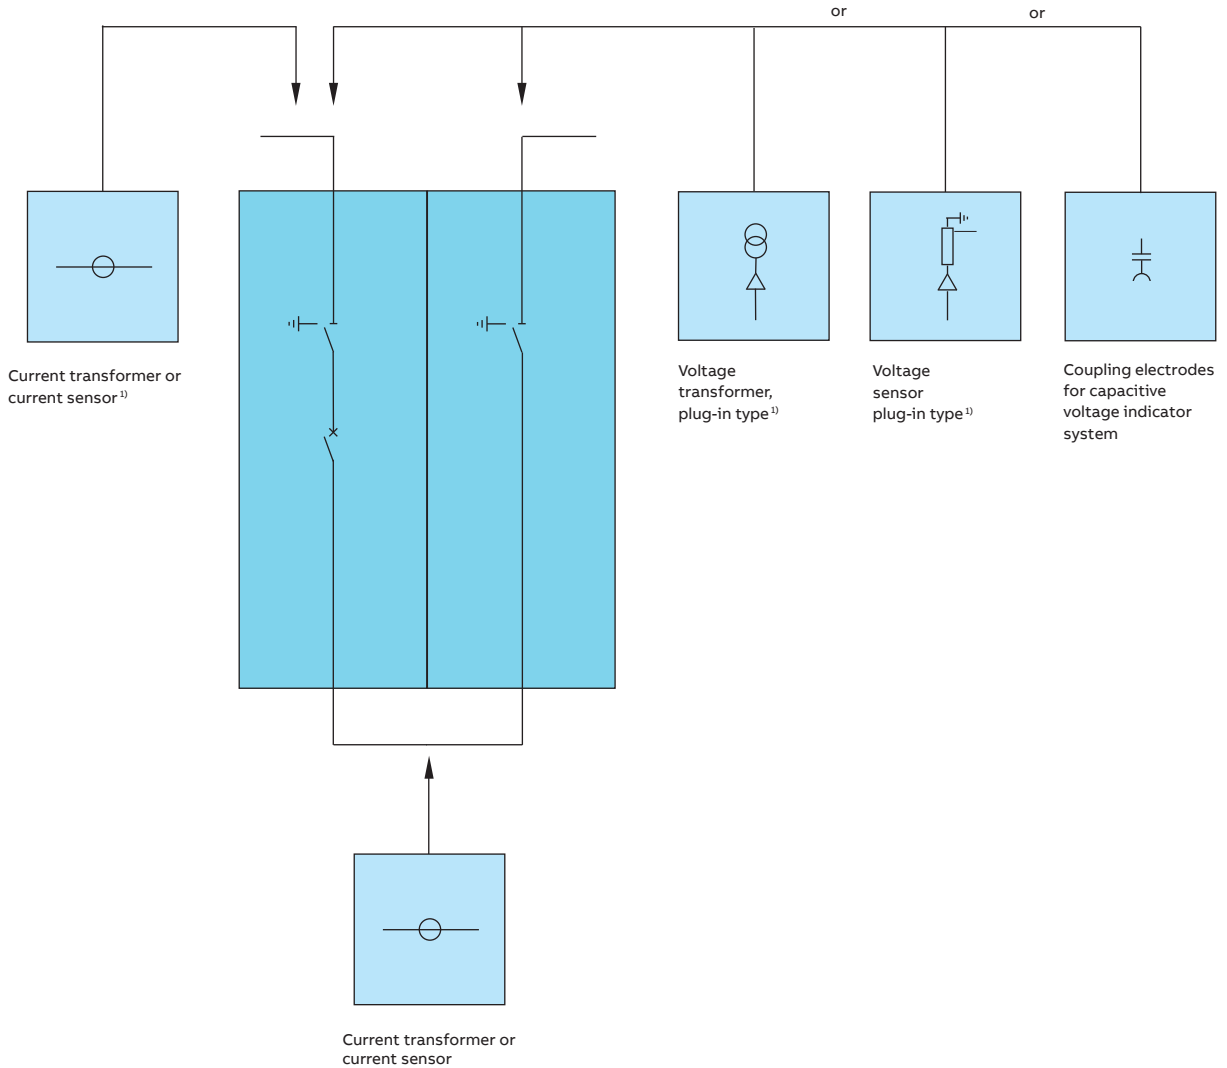 or
or
Current transformer or
current sensor 1)
Voltage
transformer,
plug-in type 1)
Voltage
sensor
plug-in type 1)
Coupling electrodes
for capacitive
voltage indicator
system
Current transformer or
current sensor